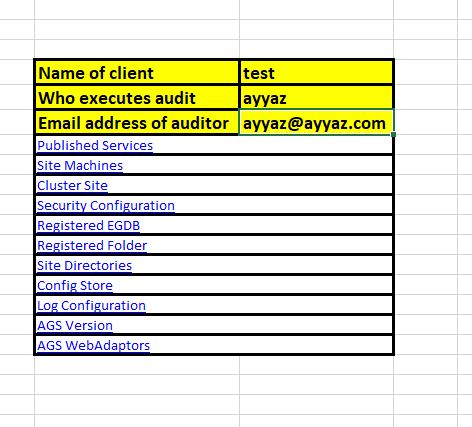 Name of client test
Who executes audit ayyaz
Email address of auditor ayyaz@ayyaz.com
Published Services
Site Machines
Cluster Site
Security Configuration
Registered EGDB
Registered Folder
Site Directories
Config Store
Log Configuration
AGS Version
AGS WebAdaptors